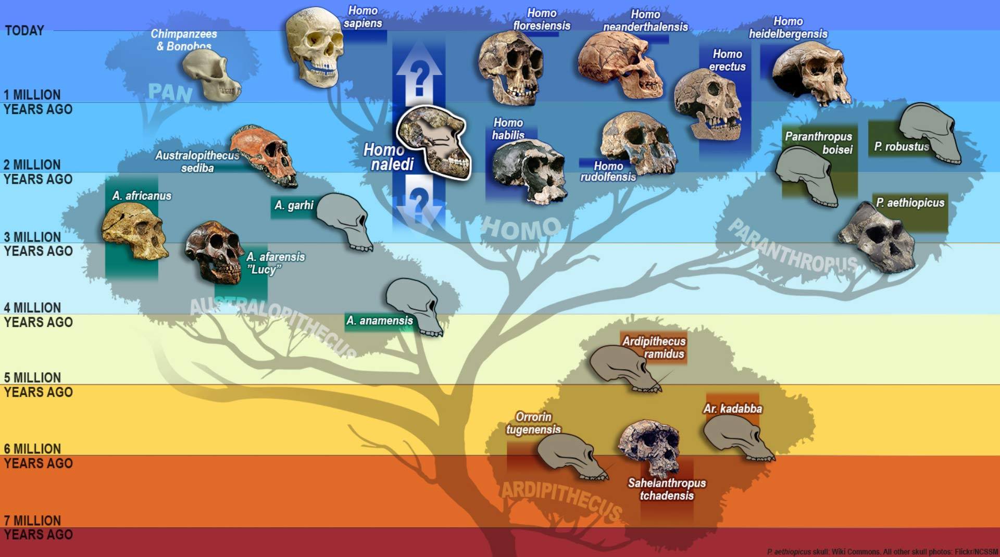 TODAY
Chimpanzees
& Bonobos
Homo
sapiens
Homo
floresiensis
Homo
neanderthalensis
Homo
heidelbergensis
Homo
erectus
PAN
?
1 MILLION
YEARS AGO
Australopithecus
sediba
Homo
naledi
Homo
habilis
Homo
rudolfensis
Paranthropus
boisei
P. robustus
2 MILLION
YEARS AGO
A. africanus
A. garhi
?
P. aethiopicus
HOMO
PARANTHROPUS
3 MILLION
YEARS AGO
A. afarensis
”Lucy”
AUSTRALOPITHECUS
4 MILLION
YEARS AGO
A. anamensis
Ardipithecus
ramidus
5 MILLION
YEARS AGO
Orrorin
tugenensis
Ar. kadabba
6 MILLION
YEARS AGO
Sahelanthropus
tchadensis
ARDIPITHECUS
7 MILLION
YEARS AGO
P. aethiopicus skull: Wiki Commons. All other skull photos: Flickr/NCSSM